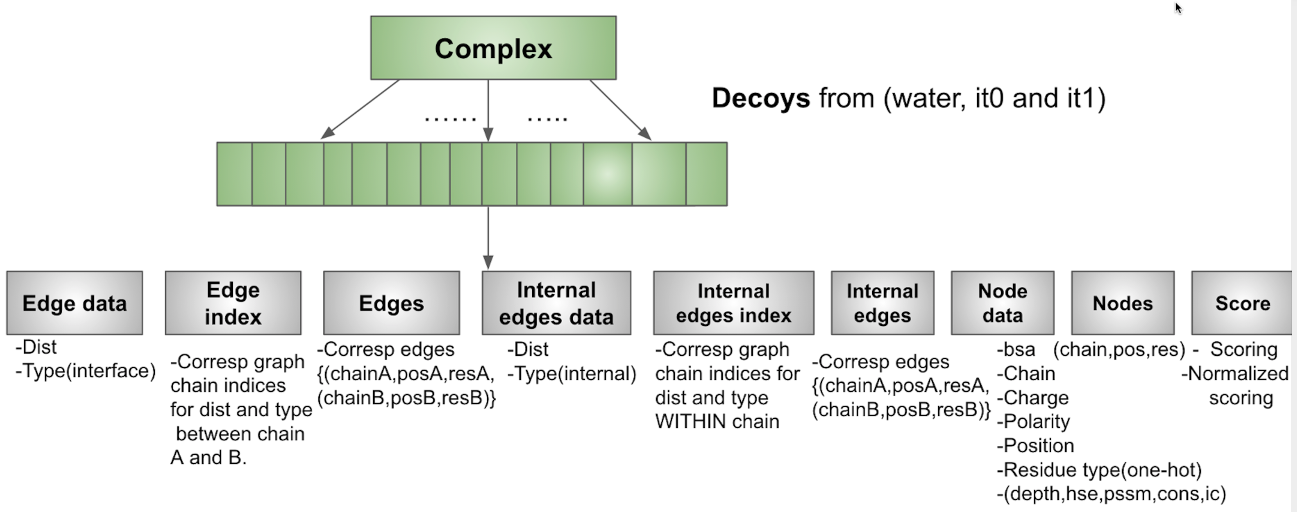 Complex
Decoys from (water, it0 and it1)
...... .....
Edge data
-Dist
-Type(interface)
Edge
index
-Corresp graph
chain indices
for dist and type
between chain
A and B.
Edges
-Corresp edges
{(chainA,posA,resA,
(chainB,posB,resB)}
Internal
edges data
-Dist
-Type(internal)
Internal
edges index
-Corresp graph
chain indices for
dist and type
WITHIN chain
Internal
edges
-Corresp edges
{(chainA,posA,resA,
(chainB,posB,resB)}
Node
data
-bsa
-Chain
-Charge
-Polarity
-Position
-Residue type(one-hot)
-(depth,hse,pssm,cons,ic)
Nodes
(chain,pos,res)
Score
- Scoring
-Normalized
scoring